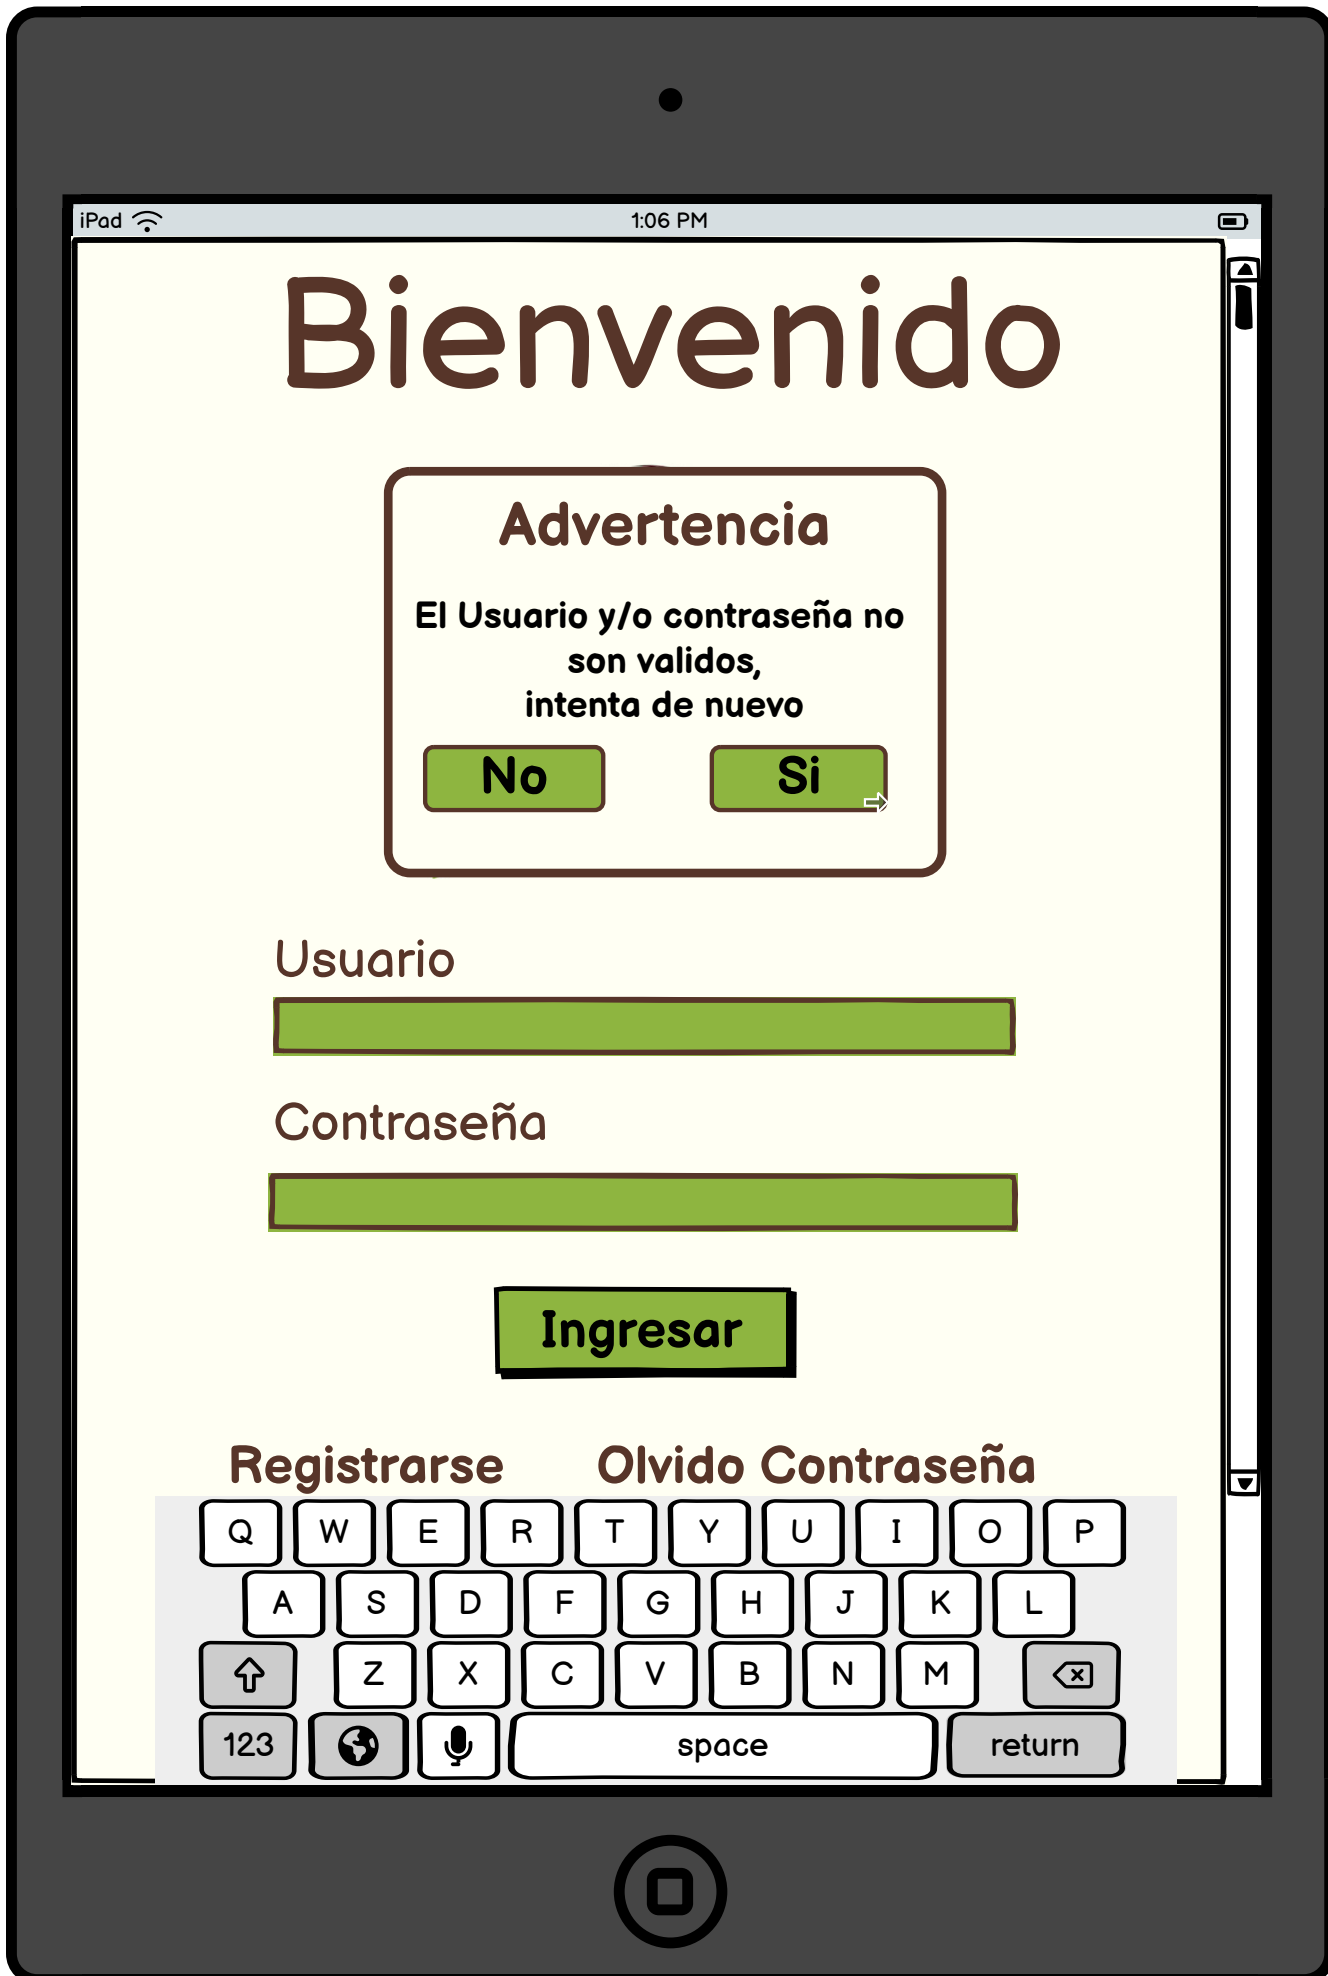 iPad 1:06 PM
Bienvenido
Advertencia
El Usuario y/o contraseña no
son validos,
intenta de nuevo
No Si
Usuario
Contraseña
Ingresar
Registrarse Olvido Contraseña
Q W E R T Y U I O P
A S D F G H J K L
Z X C V B N M
123 space return